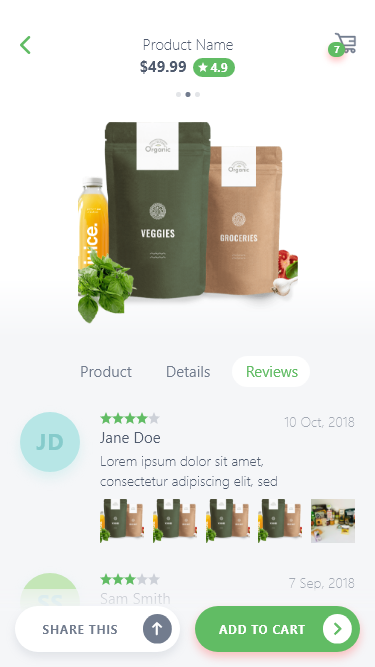 Product Name
7
$49.99
4.9
Organic
Organic
VEGGIES
GROCERIES
juice.
Product
Details
Reviews
JD
10 Oct, 2018
Jane Doe
Lorem ipsum dolor sit amet,
consectetur adipiscing elit, sed
SS
7 Sep, 2018
Sam Smith
SHARE THIS
ADD TO CART